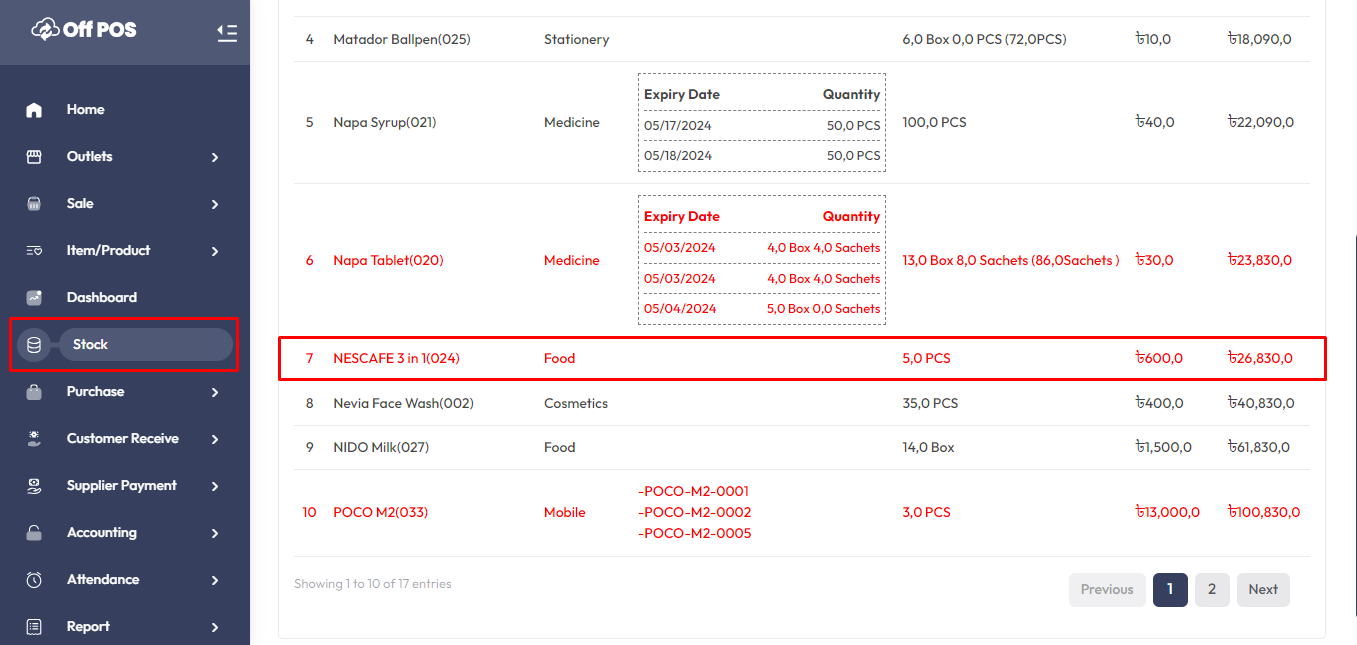 Off POS
Home
Outlets
Sale
Item/Product
Dashboard
Stock
Purchase
Customer Receive
Supplier Payment
Accounting
Attendance
Report
4 Matador Ballpen(025) Stationery 6,0 Box 0,0 PCS (72,0PCS) ৳10,0 ৳18,090,0
Expiry Date Quantity
5 Napa Syrup(021) Medicine 05/17/2024 50,0 PCS 100,0 PCS ৳40,0 ৳22,090,0
05/18/2024 50,0 PCS
Expiry Date Quantity
05/03/2024 4,0 Box 4,0 Sachets
6 Napa Tablet(020) Medicine 13,0 Box 8,0 Sachets (86,0Sachets ) ৳30,0 ৳23,830,0
05/03/2024 4,0 Box 4,0 Sachets
05/04/2024 5,0 Box 0,0 Sachets
7 NESCAFE 3 in 1(024) Food 5,0 PCS ৳600,0 ৳26,830,0
8 Nevia Face Wash(002) Cosmetics 35,0 PCS ৳400,0 ৳40,830,0
9 NIDO Milk(027) Food 14,0 Box ৳1,500,0 ৳61,830,0
-POCO-M2-0001
10 POCO M2(033) Mobile -POCO-M2-0002 3,0 PCS ৳13,000,0 ৳100,830,0
-POCO-M2-0005
Showing 1 to 10 of 17 entries
Previous 1 2 Next